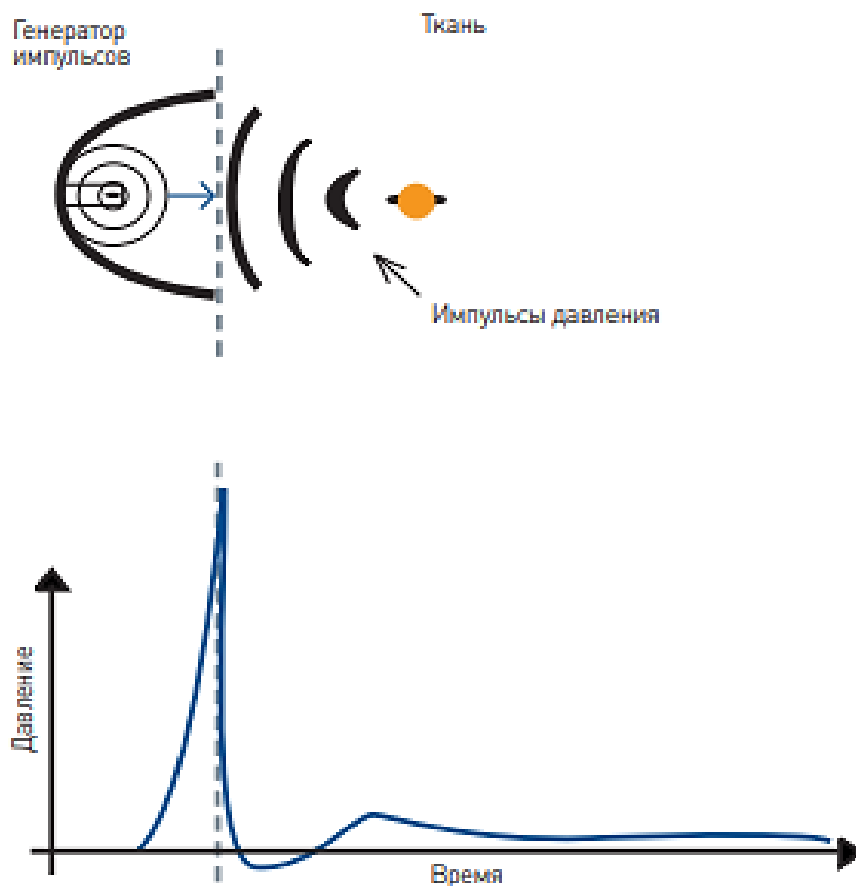 Генератор
импульсов
Ткань
Импульсы давления
Давление
Время